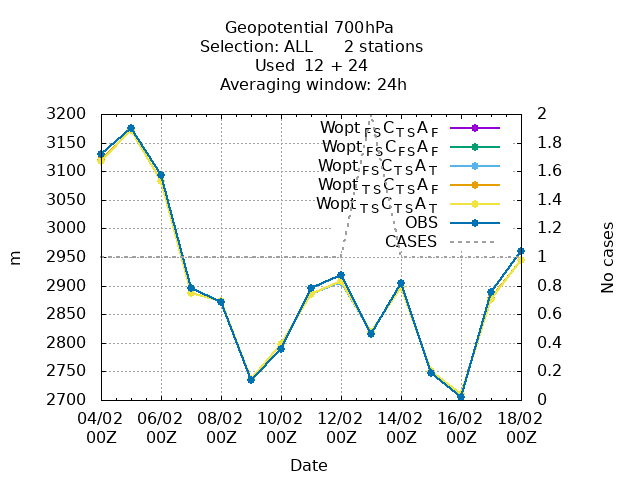 Geopotential 700hPa
Selection: ALL 2 stations
Used 12 + 24
Averaging window: 24h
3200
3150
3100
3050
3000
2950
2900
2850
2800
2750
2700
m
2
1.8
1.6
1.4
1.2
1
0.8
0.6
0.4
0.2
0
No cases
Wopt FS C TS A F
Wopt FS C FS A F
Wopt FS C TS A T
Wopt TS C TS A F
Wopt TS C TS A T
OBS
CASES
04/02 06/02 08/02 10/02 12/02 14/02 16/02 18/02
00Z 00Z 00Z 00Z 00Z 00Z 00Z 00Z
Date